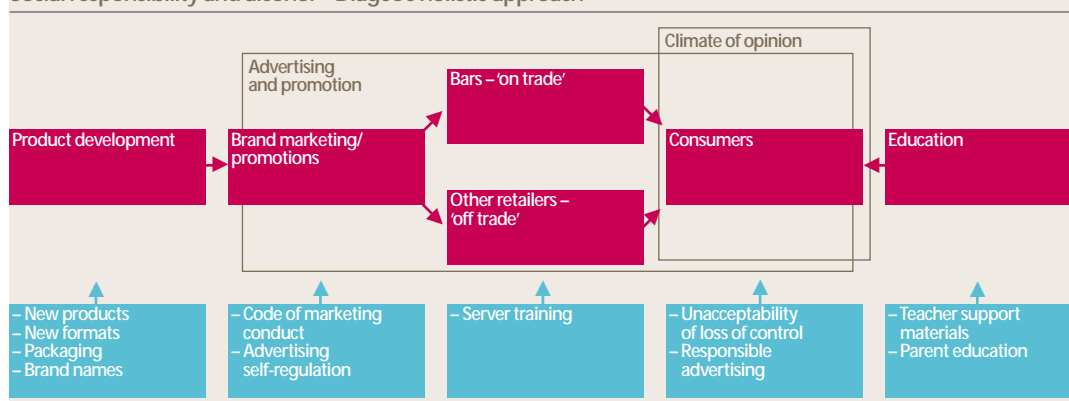 Climate of opinion
Advertising
and promotion
Bars – ‘on trade’
Product development
Brand marketing/
promotions
Consumers
Education
Other retailers –
‘off trade’
– New products
– New formats
– Packaging
– Brand names
– Code of marketing
conduct
– Advertising
self-regulation
– Server training
– Unacceptability
of loss of control
– Responsible
advertising
– Teacher support
materials
– Parent education